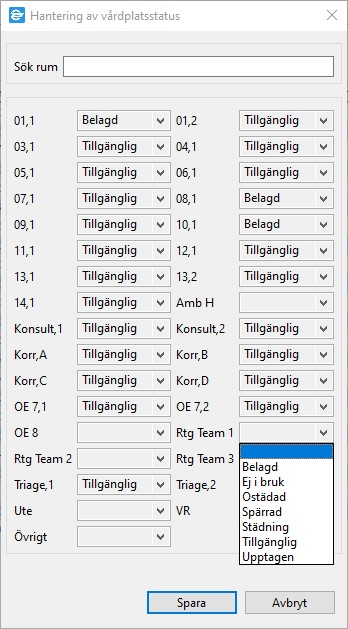 Hantering av vårdplatsstatus
Sök rum
01,1 Belagd 01,2 Tillgänglig
03,1 Tillgänglig 04,1 Tillgänglig
05,1 Tillgänglig 06,1 Tillgänglig
07,1 Tillgänglig 08,1 Belagd
09,1 Tillgänglig 10,1 Belagd
11,1 Tillgänglig 12,1 Tillgänglig
13,1 Tillgänglig 13,2 Tillgänglig
14,1 Tillgänglig Amb H
Konsult,1 Tillgänglig Konsult,2 Tillgänglig
Korr,A Tillgänglig Korr,B Tillgänglig
Korr,C Tillgänglig Korr,D Tillgänglig
OE 7,1 Tillgänglig OE 7,2 Tillgänglig
OE 8 Rtg Team 1
Rtg Team 2 Rtg Team 3
Triage,1 Tillgänglig Triage,2
Ute VR
Övrigt
Belagd
Ej i bruk
Ostädad
Spärrad
Städning
Tillgänglig
Upptagen
Spara Avbryt